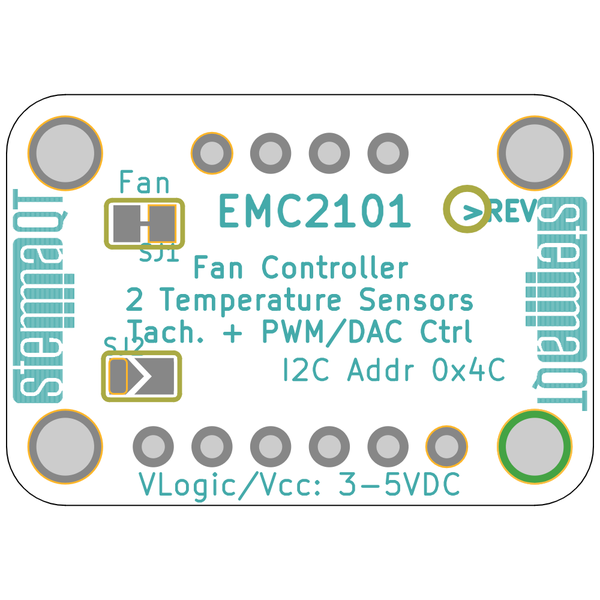 Fan
SJ1
EMC2101
>REV
Fan Controller
2 Temperature Sensors
Tach. + PWM/DAC Ctrl
SJ2
I2C Addr 0x4C
VLogic/Vcc: 3-5VDC
stemmaQT
stemmaQT